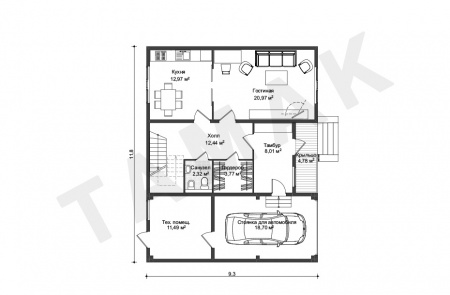 Кухня
12,97 м²
Гостиная
20,97 м²
Холл
12,44 м²
Тамбур
8,01 м²
Крыльцо
4,78 м²
Санузел
2,32 м²
Гардероб
3,77 м²
Тех. помещ.
11,49 м²
Стоянка для автомобиля
18,70 м²
11,8
9,3
TAMAK